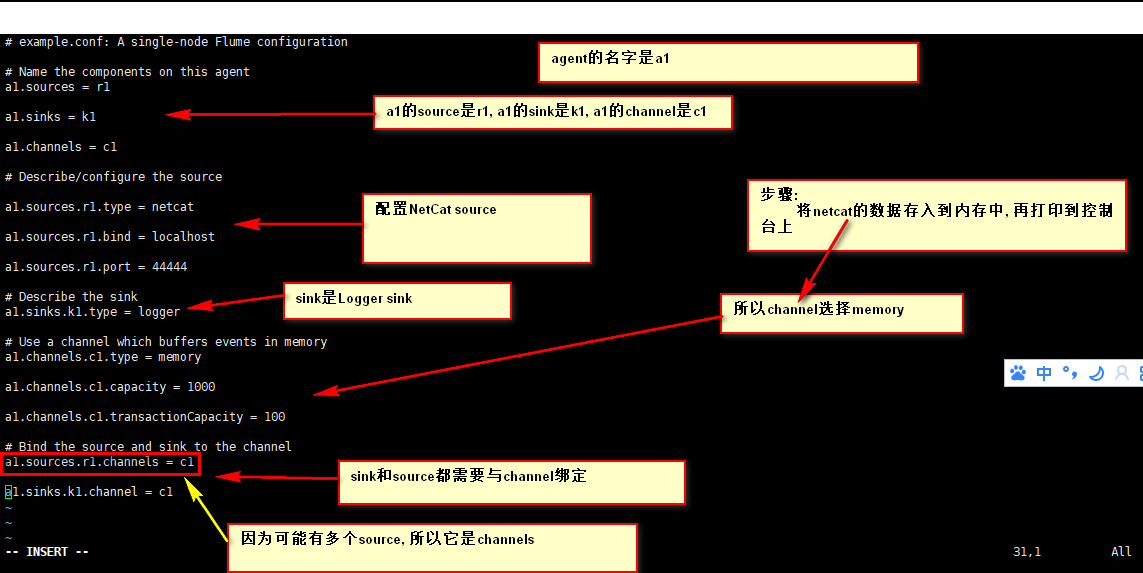 # example.conf: A single-node Flume configuration
agent的名字是a1
# Name the components on this agent
a1.sources = r1
a1的source是r1, a1的sink是k1, a1的channel是c1
a1.sinks = k1
a1.channels = c1
# Describe/configure the source
a1.sources.r1.type = netcat
配置NetCat source
步骤:
将netcat的数据存入到内存中, 再打印到控制
台上
a1.sources.r1.bind = localhost
a1.sources.r1.port = 44444
# Describe the sink
a1.sinks.k1.type = logger
sink是Logger sink
所以channel选择memory
# Use a channel which buffers events in memory
a1.channels.c1.type = memory
a1.channels.c1.capacity = 1000
中
a1.channels.c1.transactionCapacity = 100
# Bind the source and sink to the channel
a1.sources.r1.channels = c1
sink和source都需要与channel绑定
a1.sinks.k1.channel = c1
~
~
~
因为可能有多个source, 所以它是channels
-- INSERT --
31,1
All